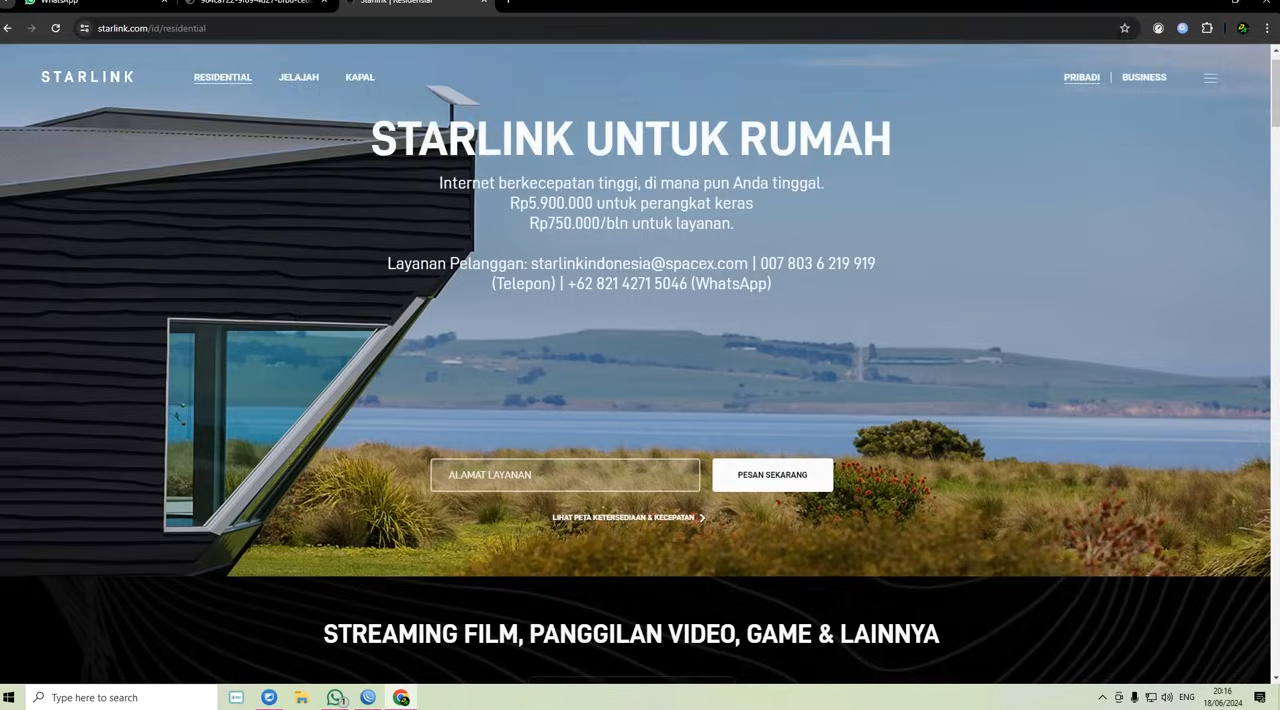 WhatsApp
Starlink | Residensial
starlink.com/id/residential
STARLINK
RESIDENTIAL
JELAJAH
KAPAL
PRIBADI
BUSINESS
STARLINK UNTUK RUMAH
Internet berkecepatan tinggi, di mana pun Anda tinggal.
Rp5.900.000 untuk perangkat keras
Rp750.000/bln untuk layanan.
Layanan Pelanggan: starlinkindonesia@spacex.com | 007 803 6 219 919
(Telepon) | +62 821 4271 5046 (WhatsApp)
ALAMAT LAYANAN
PESAN SEKARANG
LIHAT PETA KETERSEDIAAN & KECEPATAN
STREAMING FILM, PANGGILAN VIDEO, GAME & LAINNYA
Type here to search
1
ENG
20:16
18/06/2024